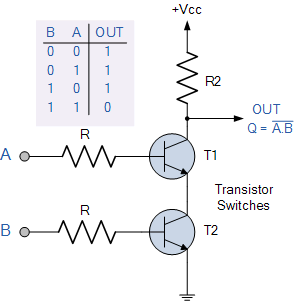 +Vcc
B A OUT
0 0 1
0 1 1
1 0 1
1 1 0
R2
OUT
Q = A̅.̅B̅
R
A
T1
Transistor
Switches
R
B
T2